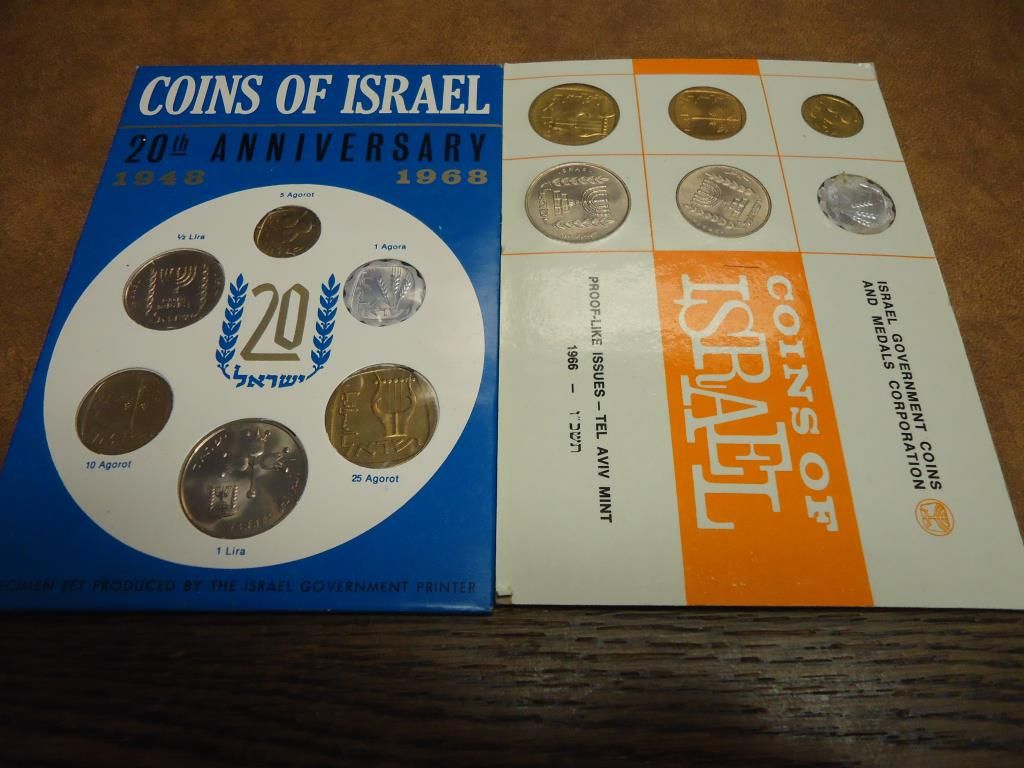 COINS OF ISRAEL
20th ANNIVERSARY
1948 1968
5 Agorot
½ Lira
1 Agora
20
ישראל
10 Agorot
25 Agorot
1 Lira
ECIMEN SET PRODUCED BY THE ISRAEL GOVERNMENT PRINTER
ISRAEL GOVERNMENT COINS
AND MEDALS CORPORATION
COINS OF
ISRAEL
PROOF-LIKE ISSUES – TEL AVIV MINT
1966 – תשכ"ו